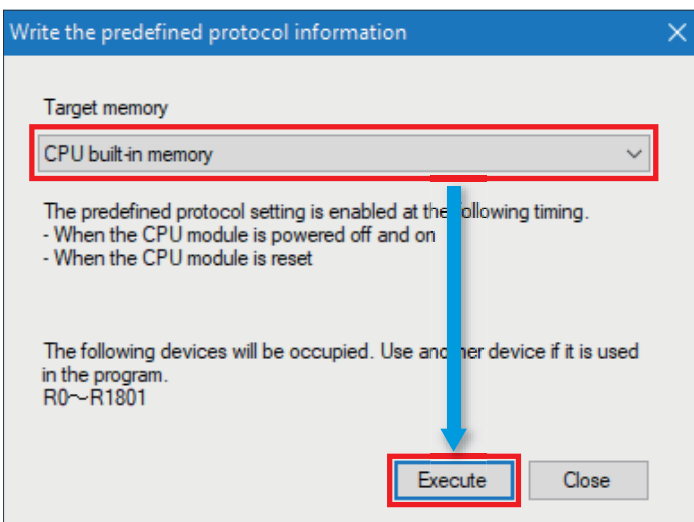 Write the predefined protocol information
Target memory
CPU built-in memory
The predefined protocol setting is enabled at the following timing.
- When the CPU module is powered off and on
- When the CPU module is reset
The following devices will be occupied. Use another device if it is used
in the program.
R0～R1801
Execute Close